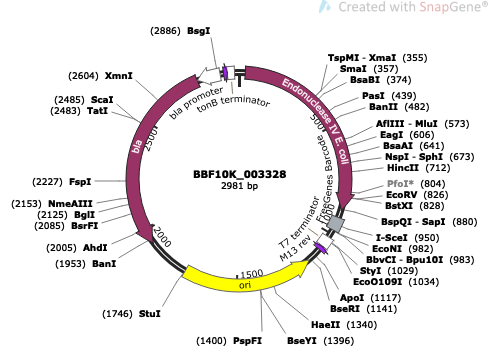 Created with SnapGene®
(2886) BsgI
(2604) XmnI
(2485) ScaI
(2483) TatI
(2227) FspI
(2153) NmeAIII
(2125) BglI
(2085) BsrFI
(2005) AhdI
(1953) BanI
(1746) StuI
(1400) PspFI
TspMI - XmaI (355)
SmaI (357)
BsaBI (374)
PasI (439)
BanII (482)
AflIII - MluI (573)
EagI (606)
BsaAI (641)
NspI - SphI (673)
HincII (712)
PfoI* (804)
EcoRV (826)
BstXI (828)
BspQI - SapI (880)
I-SceI (950)
EcoNI (982)
BbvCI - Bpu10I (983)
StyI (1029)
EcoO109I (1034)
ApoI (1117)
BseRI (1141)
HaeII (1340)
BseYI (1396)
bla promoter
tonB terminator
Endonuclease IV E. coli
FreeGenes Barcode
T7 terminator
M13 rev
ori
bla
500
1500
2000
2500
BBF10K_003328
2981 bp